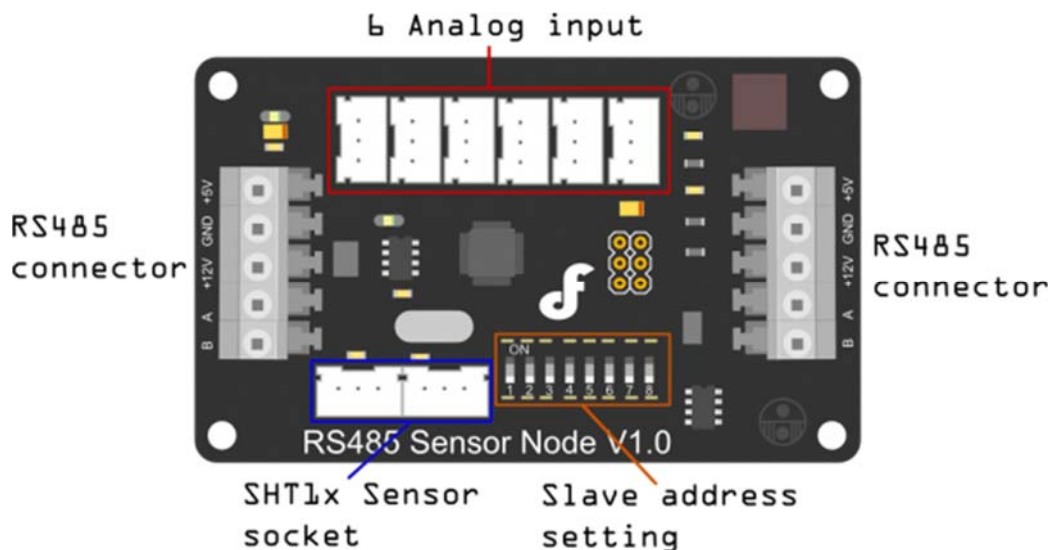 6 Analog input
RS485
connector
+5V
GND
+12V
A
B
+5V
GND
+12V
A
B
RS485
connector
ON
1 2 3 4 5 6 7 8
RS485 Sensor Node V1.0
SHT1x Sensor
socket
Slave address
setting